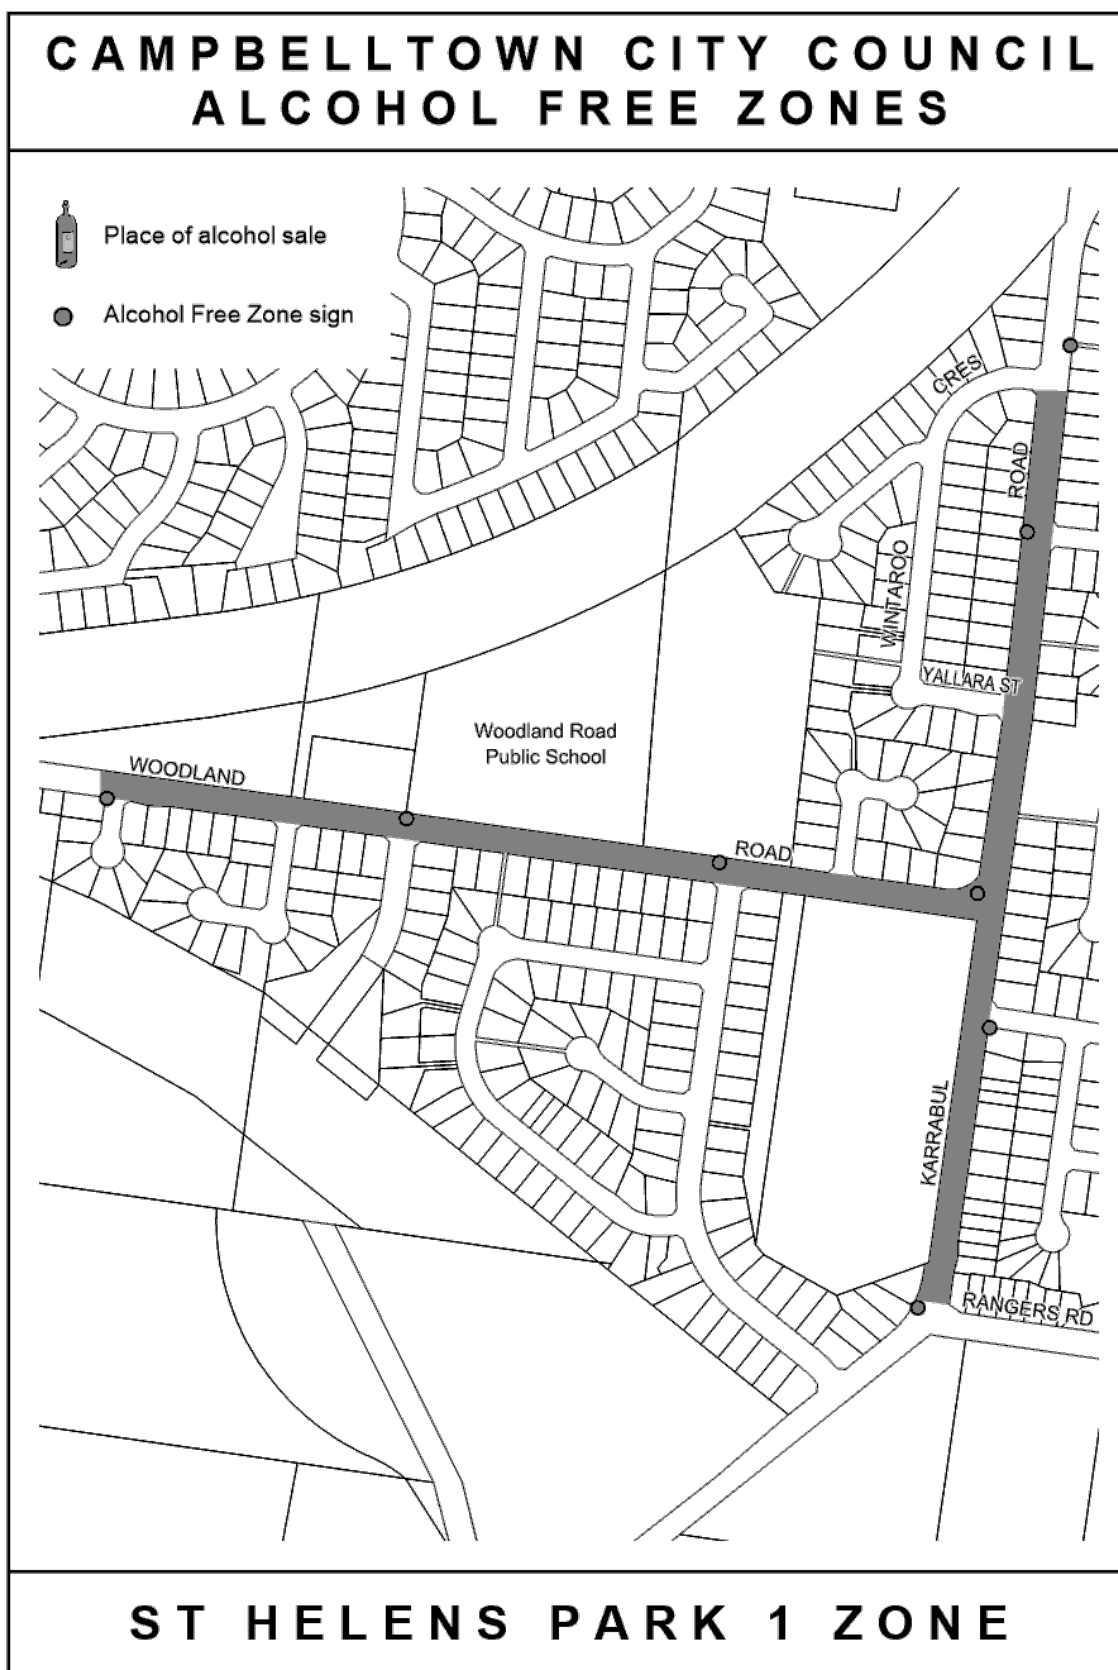 CAMPBELLTOWN CITY COUNCIL
ALCOHOL FREE ZONES
Place of alcohol sale
Alcohol Free Zone sign
CRES
ROAD
WINTAROO
YALLARA ST
Woodland Road
Public School
WOODLAND
ROAD
KARRABUL
RANGERS RD
ST HELENS PARK 1 ZONE